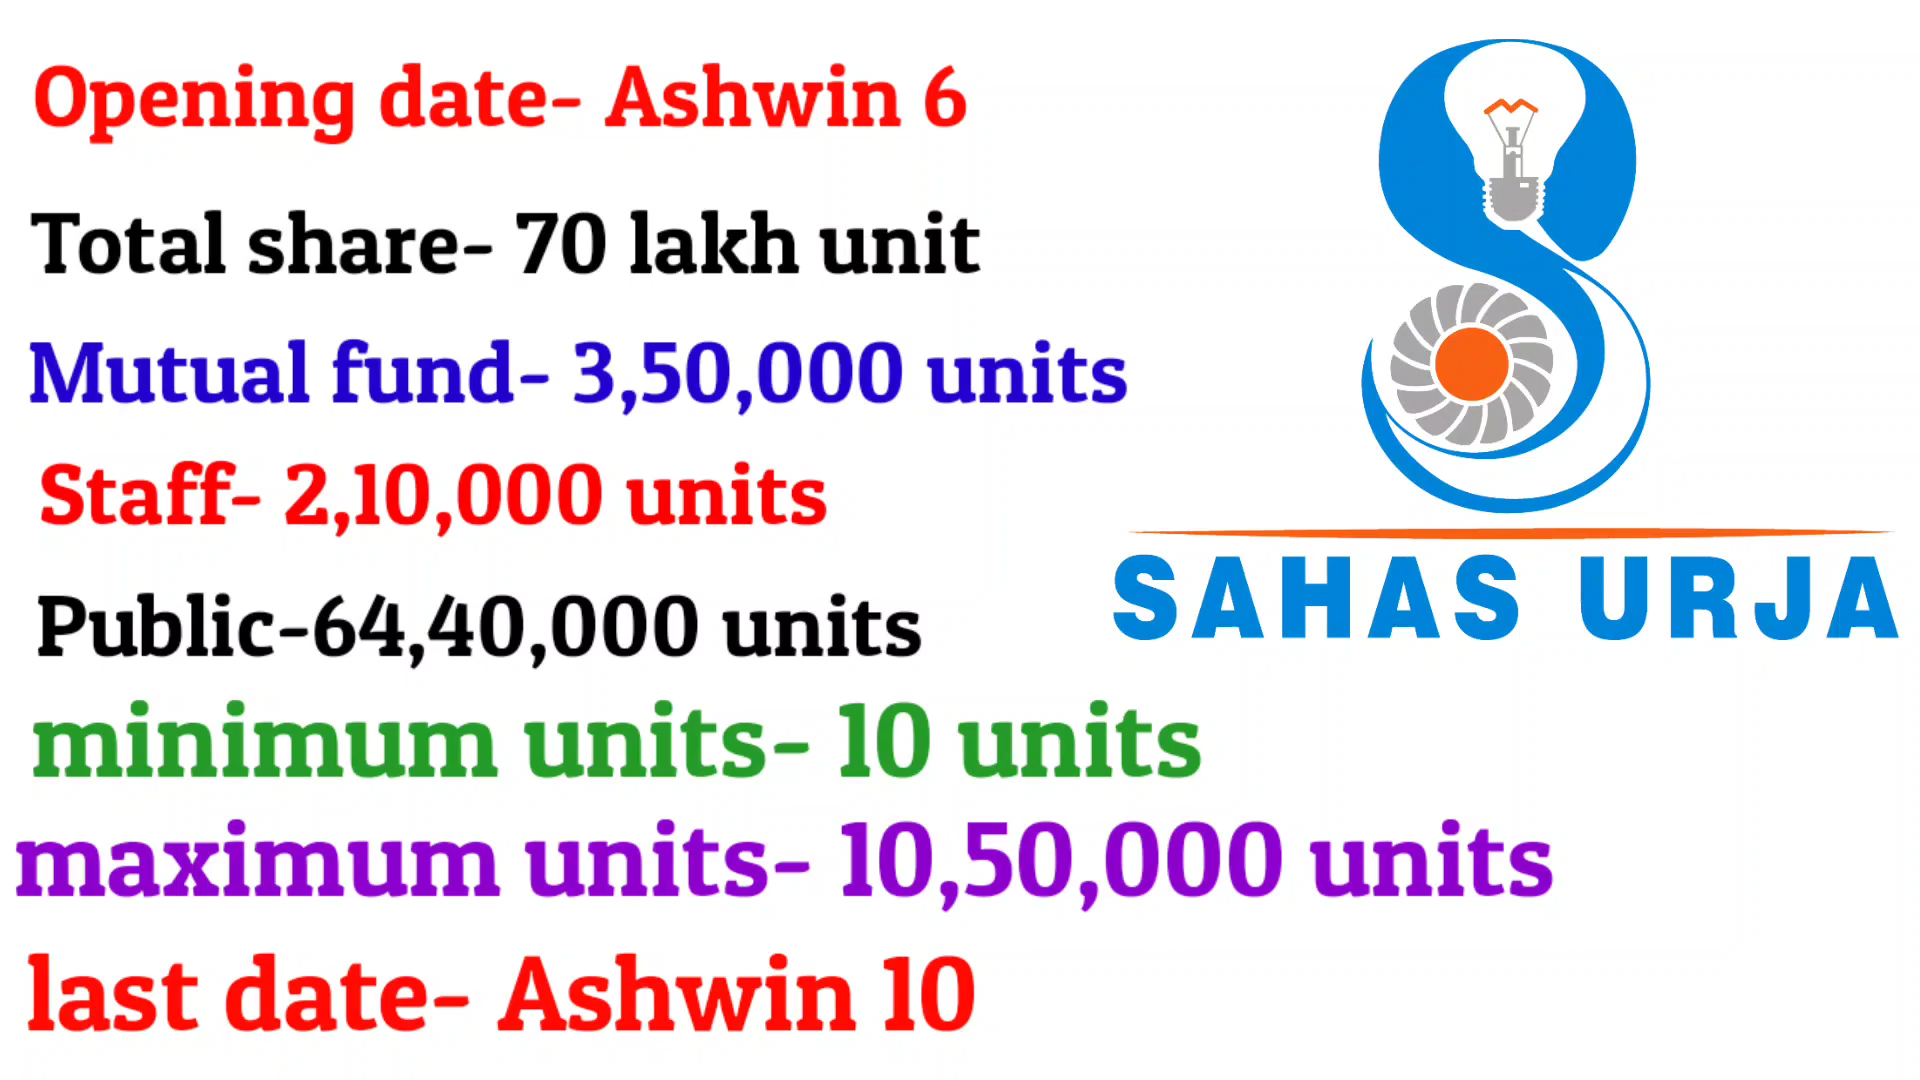 Opening date- Ashwin 6
Total share- 70 lakh unit
Mutual fund- 3,50,000 units
Staff- 2,10,000 units
Public-64,40,000 units
minimum units- 10 units
maximum units- 10,50,000 units
last date- Ashwin 10
SAHAS URJA